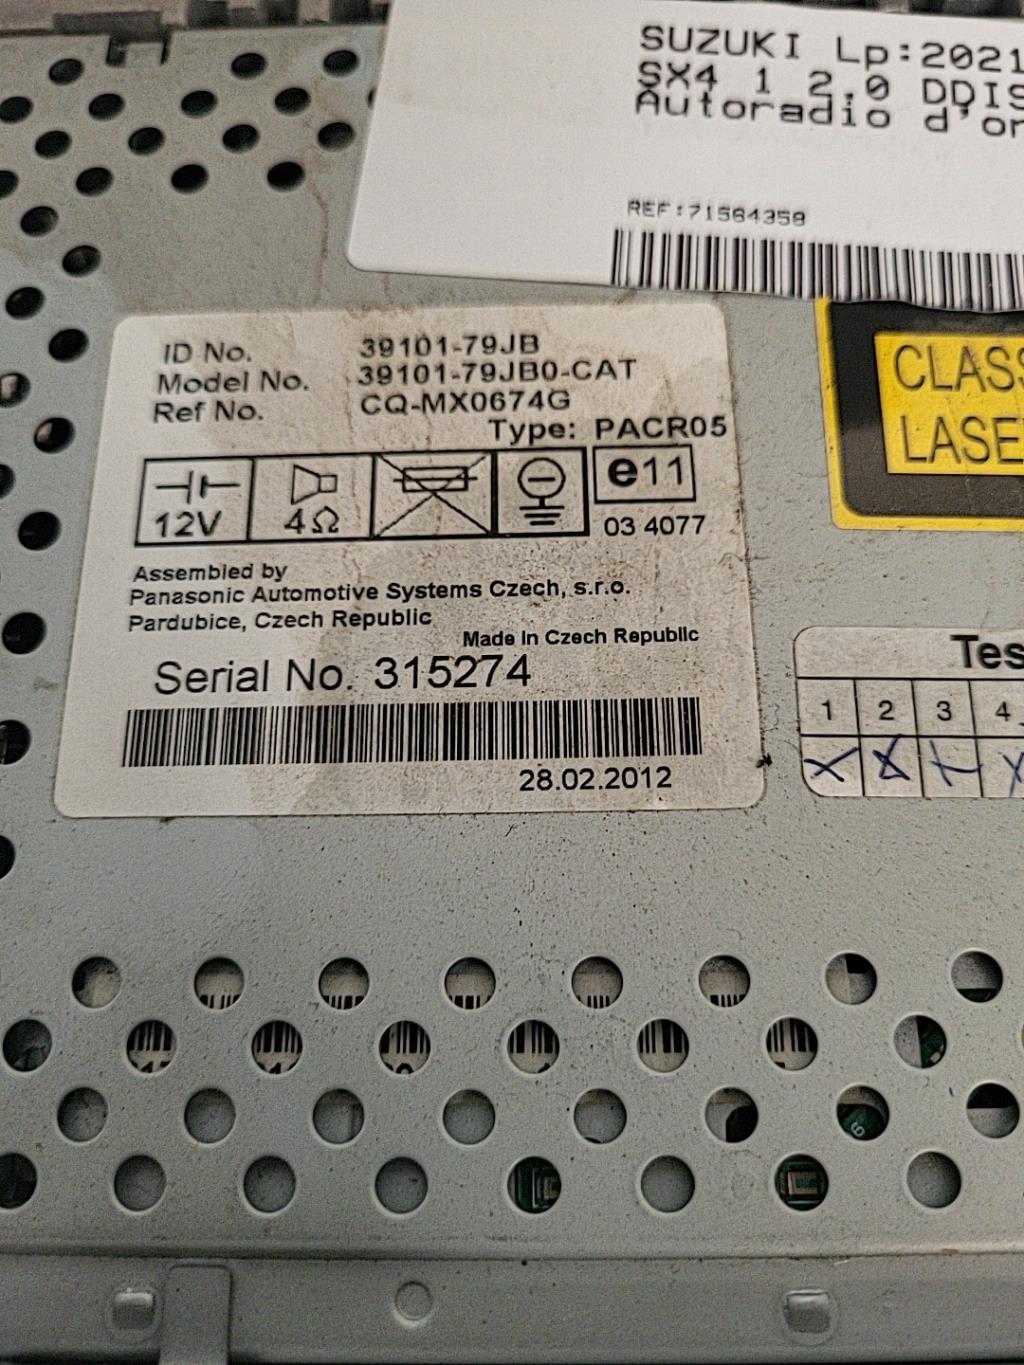 SUZUKI Lp:2021
SX4 1 2.0 DDIS
Autoradio d'or
REF:71564358
ID No. 39101-79JB
Model No. 39101-79JB0-CAT
Ref No. CQ-MX0674G
Type: PACR05
12V 4Ω e11
03 4077
Assembled by
Panasonic Automotive Systems Czech, s.r.o.
Pardubice, Czech Republic
Made in Czech Republic
Serial No. 315274
28.02.2012
CLASS
LASE
Tes
1 2 3 4